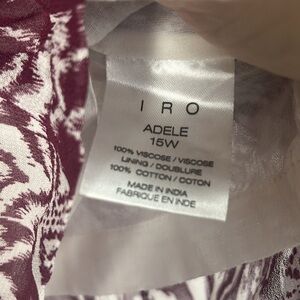 IRO
ADELE
15W
100% VISCOSE / VISCOSE
LINING / DOUBLURE
100% COTTON / COTON
MADE IN INDIA
FABRIQUE EN INDE